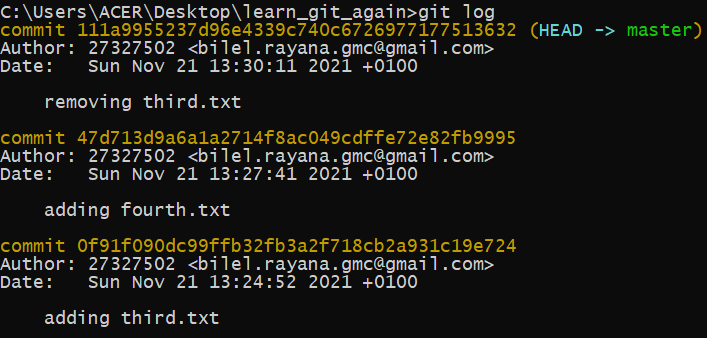 C:\Users\ACER\Desktop\learn_git_again>git log
commit 111a9955237d96e4339c740c6726977177513632 (HEAD -> master)
Author: 27327502 <bilel.rayana.gmc@gmail.com>
Date:   Sun Nov 21 13:30:11 2021 +0100
    removing third.txt
commit 47d713d9a6a1a2714f8ac049cdffe72e82fb9995
Author: 27327502 <bilel.rayana.gmc@gmail.com>
Date:   Sun Nov 21 13:27:41 2021 +0100
    adding fourth.txt
commit 0f91f090dc99ffb32fb3a2f718cb2a931c19e724
Author: 27327502 <bilel.rayana.gmc@gmail.com>
Date:   Sun Nov 21 13:24:52 2021 +0100
    adding third.txt